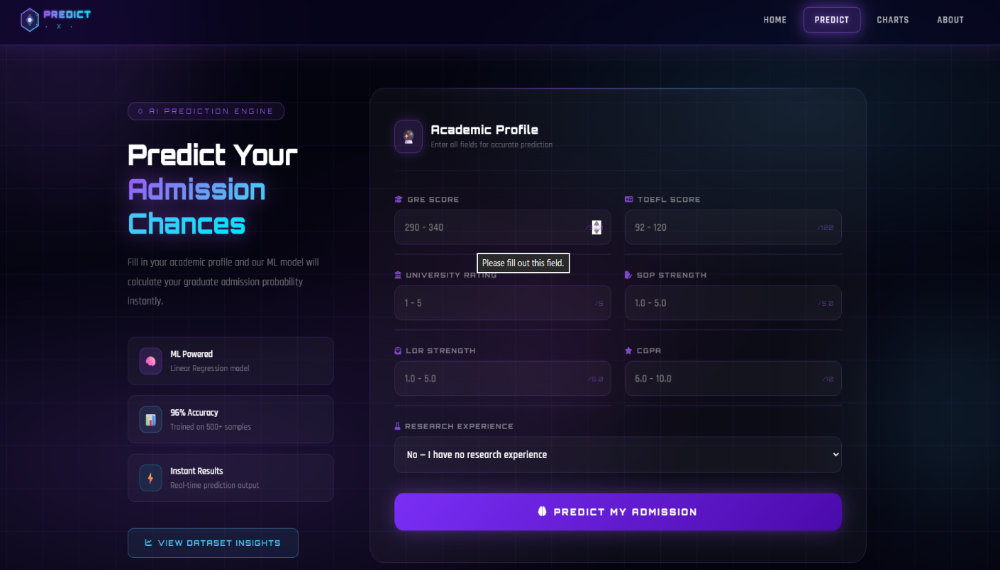 PREDICT
· X ·
HOME
PREDICT
CHARTS
ABOUT
AI PREDICTION ENGINE
Predict Your
Admission
Chances
Fill in your academic profile and our ML model will
calculate your graduate admission probability
instantly.
ML Powered
Linear Regression model
96% Accuracy
Trained on 500+ samples
Instant Results
Real-time prediction output
VIEW DATASET INSIGHTS
Academic Profile
Enter all fields for accurate prediction
GRE SCORE
290 - 340
TOEFL SCORE
92 - 120
/120
Please fill out this field.
UNIVERSITY RATING
1 - 5
/5
SOP STRENGTH
1.0 - 5.0
/5.0
LOR STRENGTH
1.0 - 5.0
/5.0
CGPA
6.0 - 10.0
/10
RESEARCH EXPERIENCE
No – I have no research experience
PREDICT MY ADMISSION